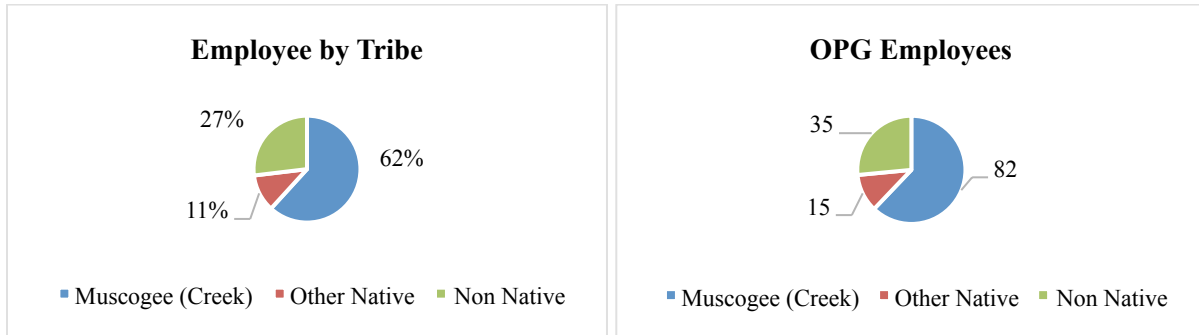 Employee by Tribe
27%
62%
11%
Muscogee (Creek) Other Native Non Native
OPG Employees
35
82
15
Muscogee (Creek) Other Native Non Native